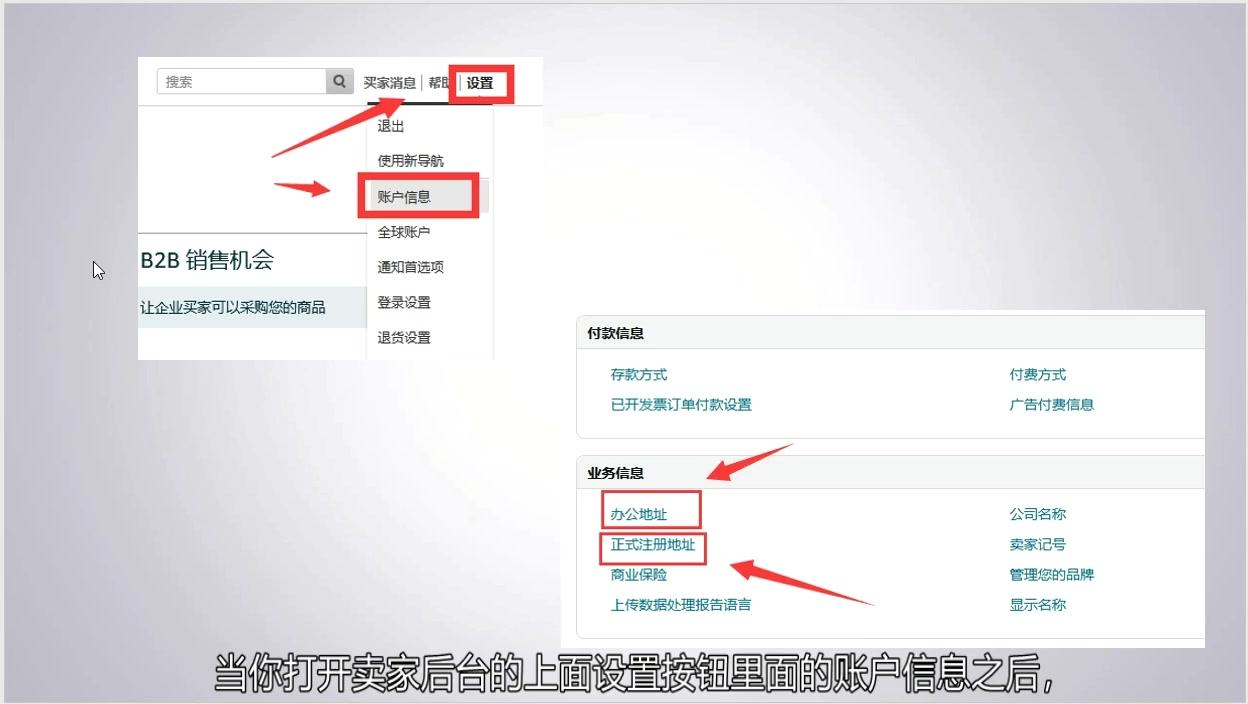 搜索
买家消息 | 帮助 | 设置
退出
使用新导航
账户信息
全球账户
通知首选项
登录设置
退货设置
B2B 销售机会
让企业买家可以采购您的商品
付款信息
存款方式 付费方式
已开发票订单付款设置 广告付费信息
业务信息
办公地址 公司名称
正式注册地址 卖家记号
商业保险 管理您的品牌
上传数据处理报告语言 显示名称
当你打开卖家后台的上面设置按钮里面的账户信息之后，